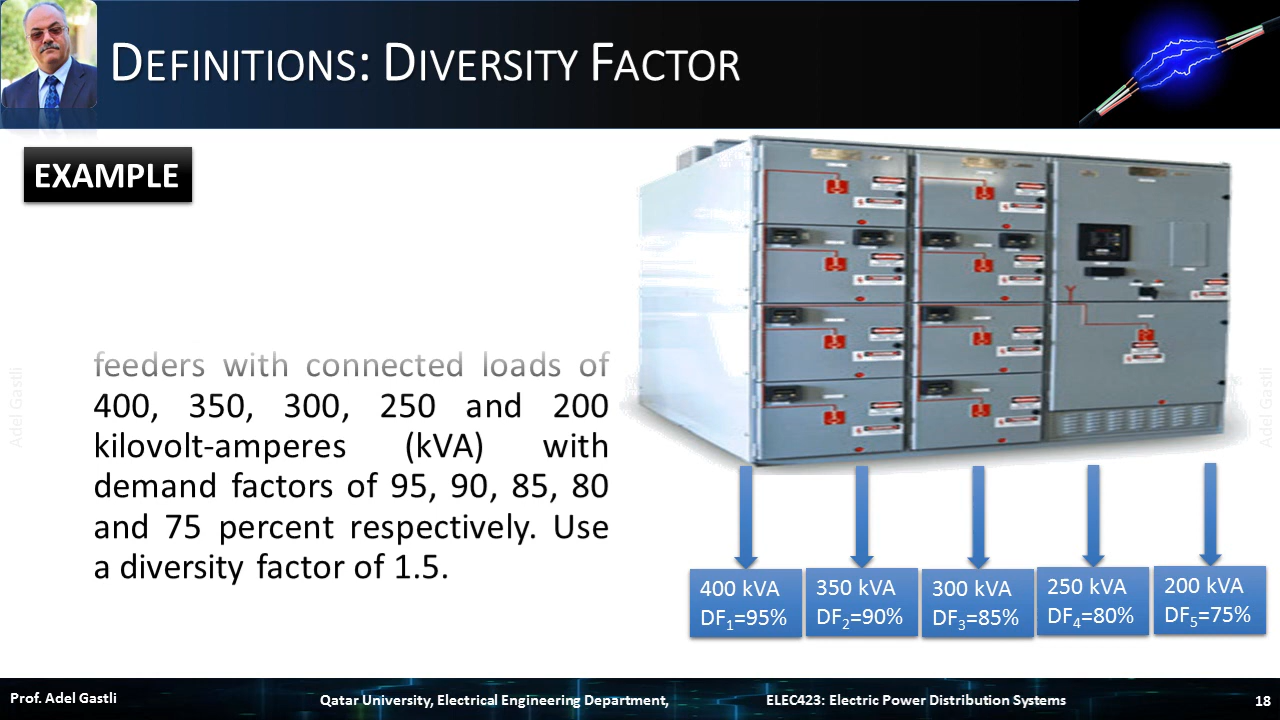 DEFINITIONS: DIVERSITY FACTOR
EXAMPLE
feeders with connected loads of
400, 350, 300, 250 and 200
kilovolt-amperes (kVA) with
demand factors of 95, 90, 85, 80
and 75 percent respectively. Use
a diversity factor of 1.5.
Adel Gastli
Adel Gastli
400 kVA
DF1=95%
350 kVA
DF2=90%
300 kVA
DF3=85%
250 kVA
DF4=80%
200 kVA
DF5=75%
Prof. Adel Gastli
Qatar University, Electrical Engineering Department,
ELEC423: Electric Power Distribution Systems
18